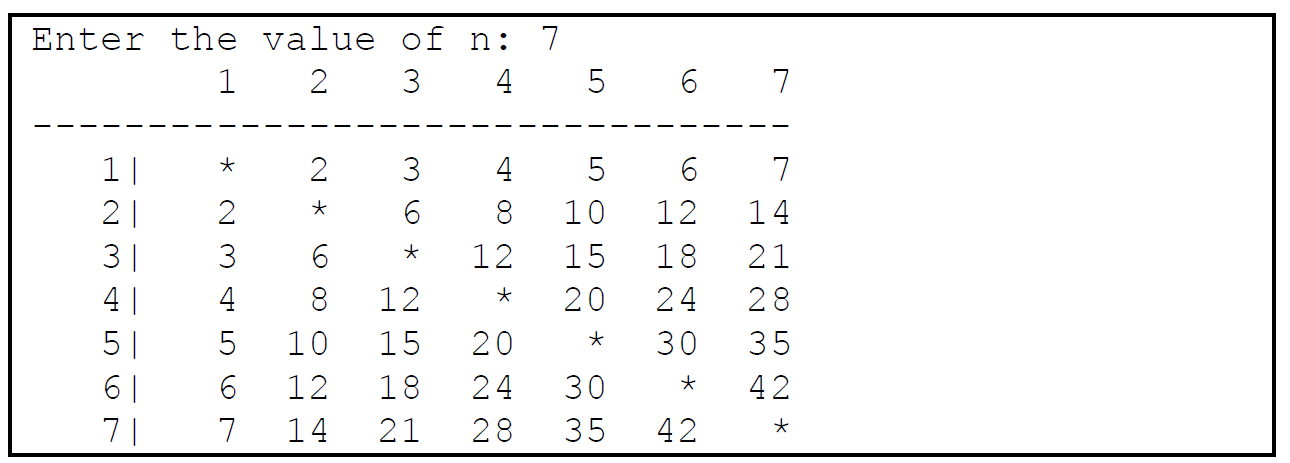 Enter the value of n: 7
        1   2   3   4   5   6   7
---------------------------------
   1|   *   2   3   4   5   6   7
   2|   2   *   6   8  10  12  14
   3|   3   6   *  12  15  18  21
   4|   4   8  12   *  20  24  28
   5|   5  10  15  20   *  30  35
   6|   6  12  18  24  30   *  42
   7|   7  14  21  28  35  42   *